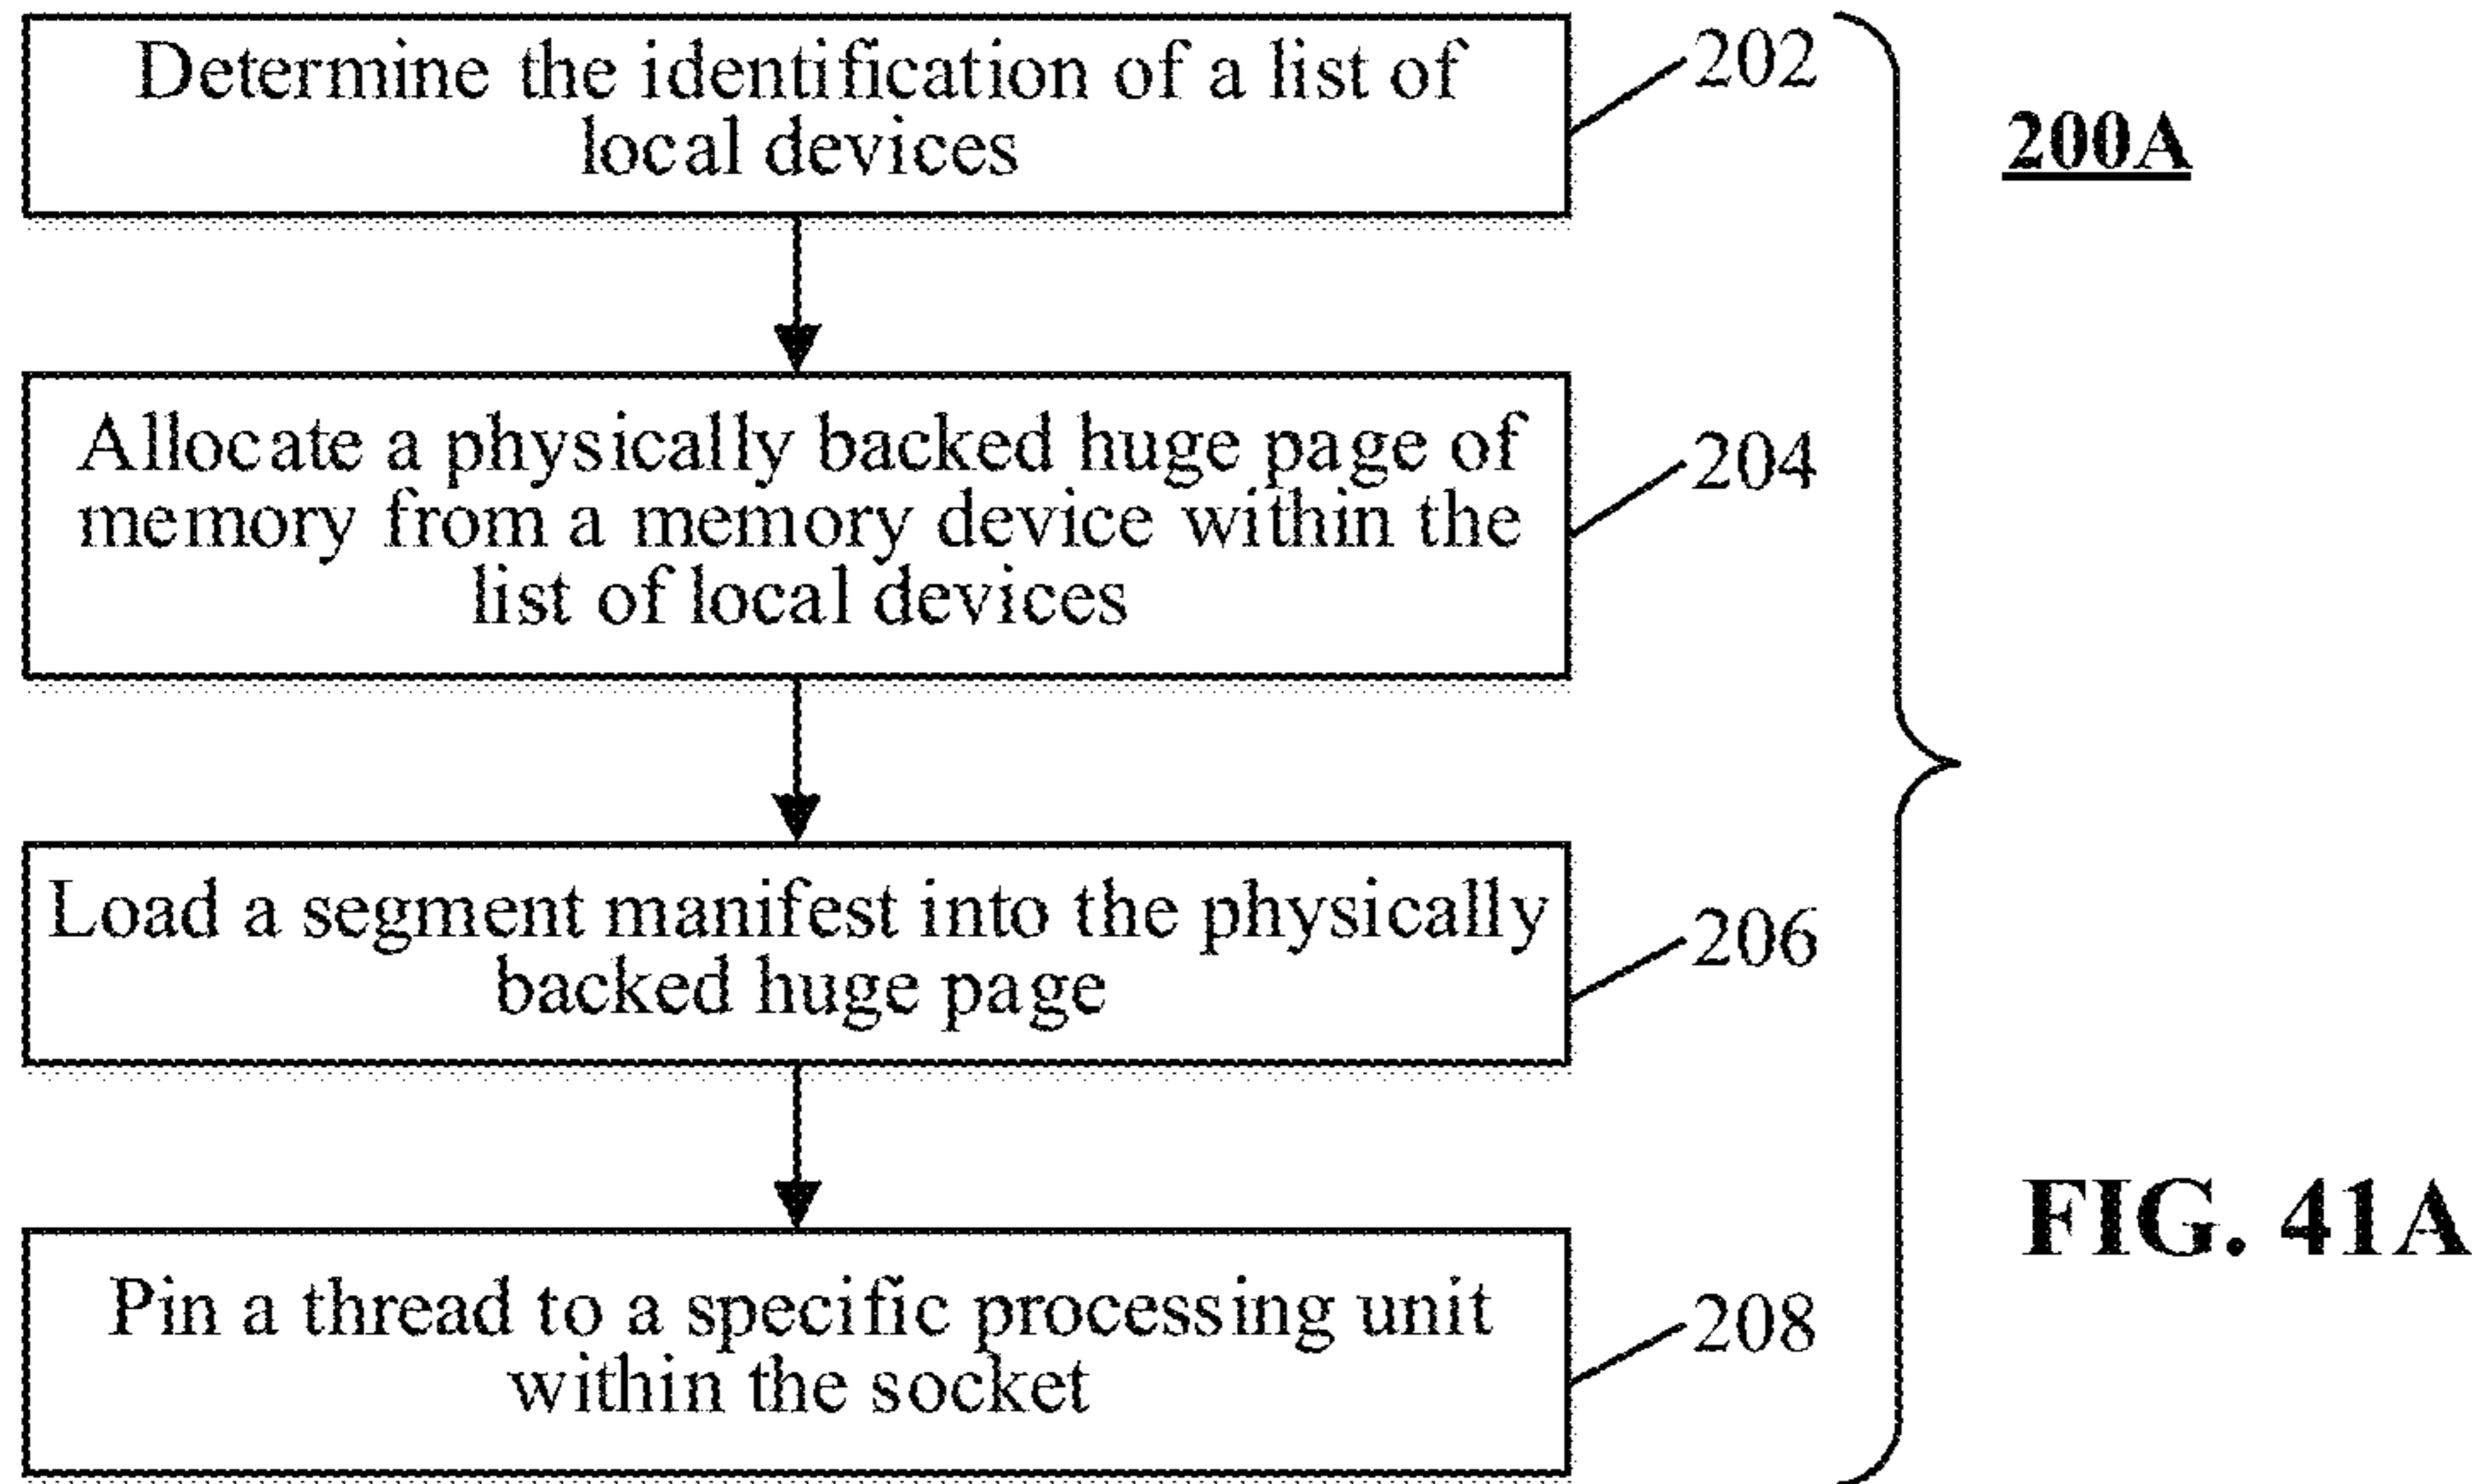 Determine the identification of a list of
local devices
202
200A
Allocate a physically backed huge page of
memory from a memory device within the
list of local devices
204
Load a segment manifest into the physically
backed huge page
206
Pin a thread to a specific processing unit
within the socket
208
FIG. 41A